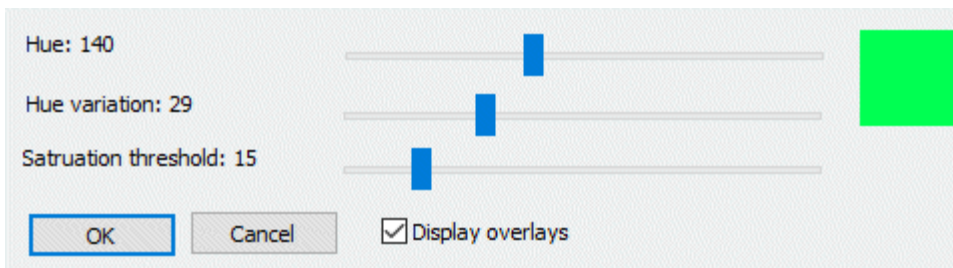 Hue: 140
Hue variation: 29
Satruation threshold: 15
OK
Cancel
Display overlays